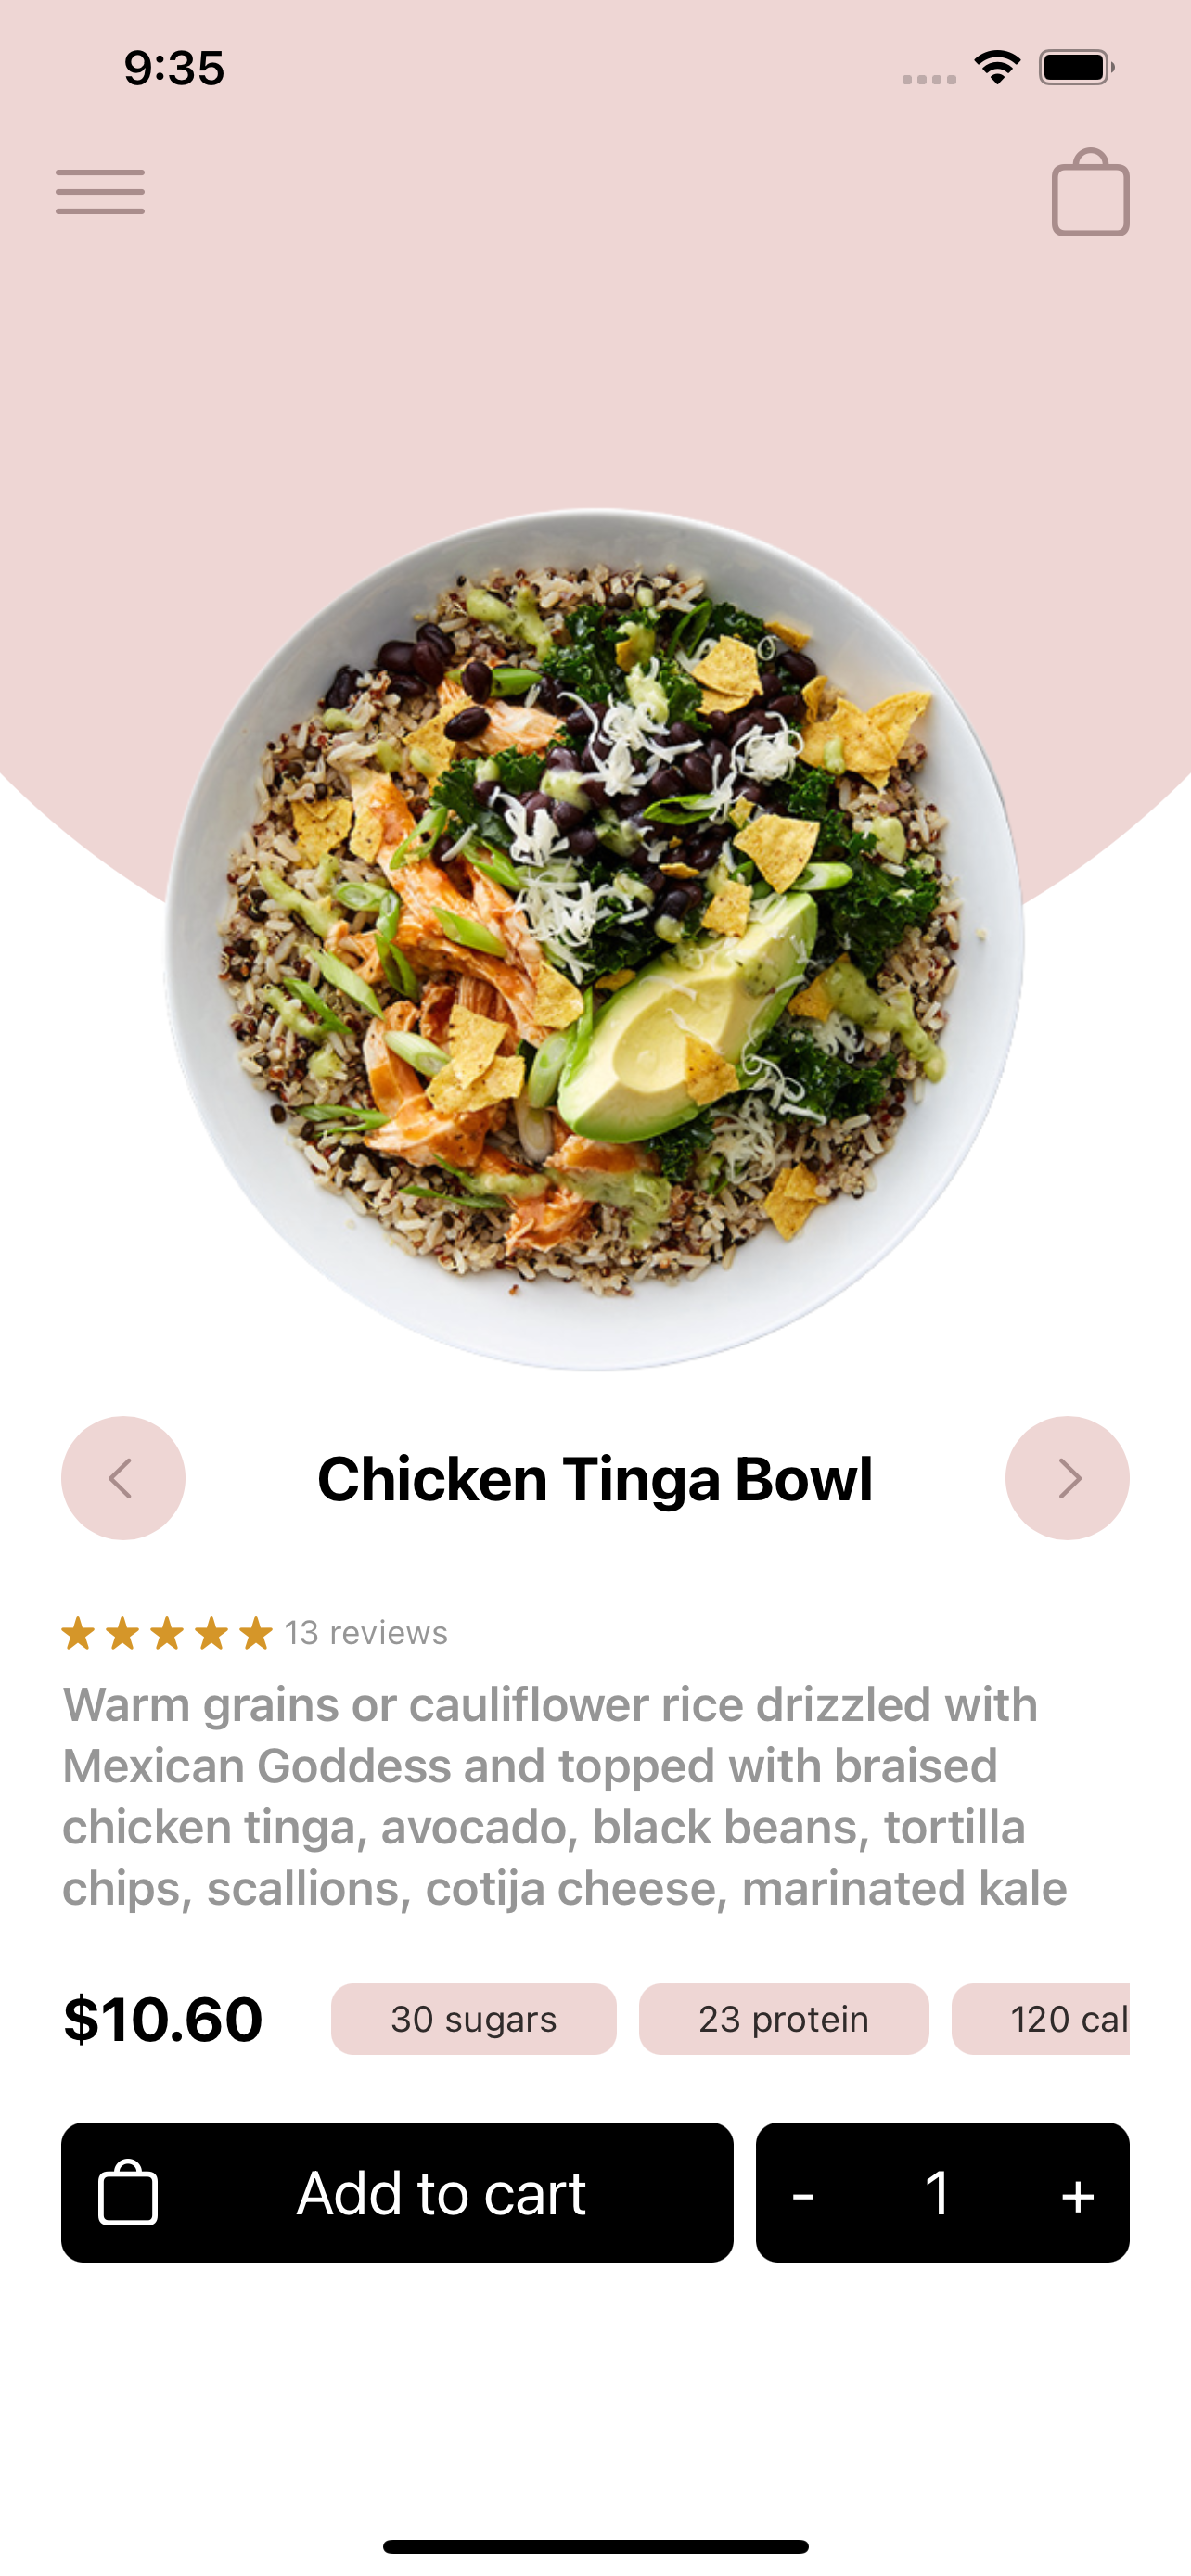 9:35
Chicken Tinga Bowl
13 reviews
Warm grains or cauliflower rice drizzled with
Mexican Goddess and topped with braised
chicken tinga, avocado, black beans, tortilla
chips, scallions, cotija cheese, marinated kale
$10.60 30 sugars 23 protein 120 cal
Add to cart - 1 +